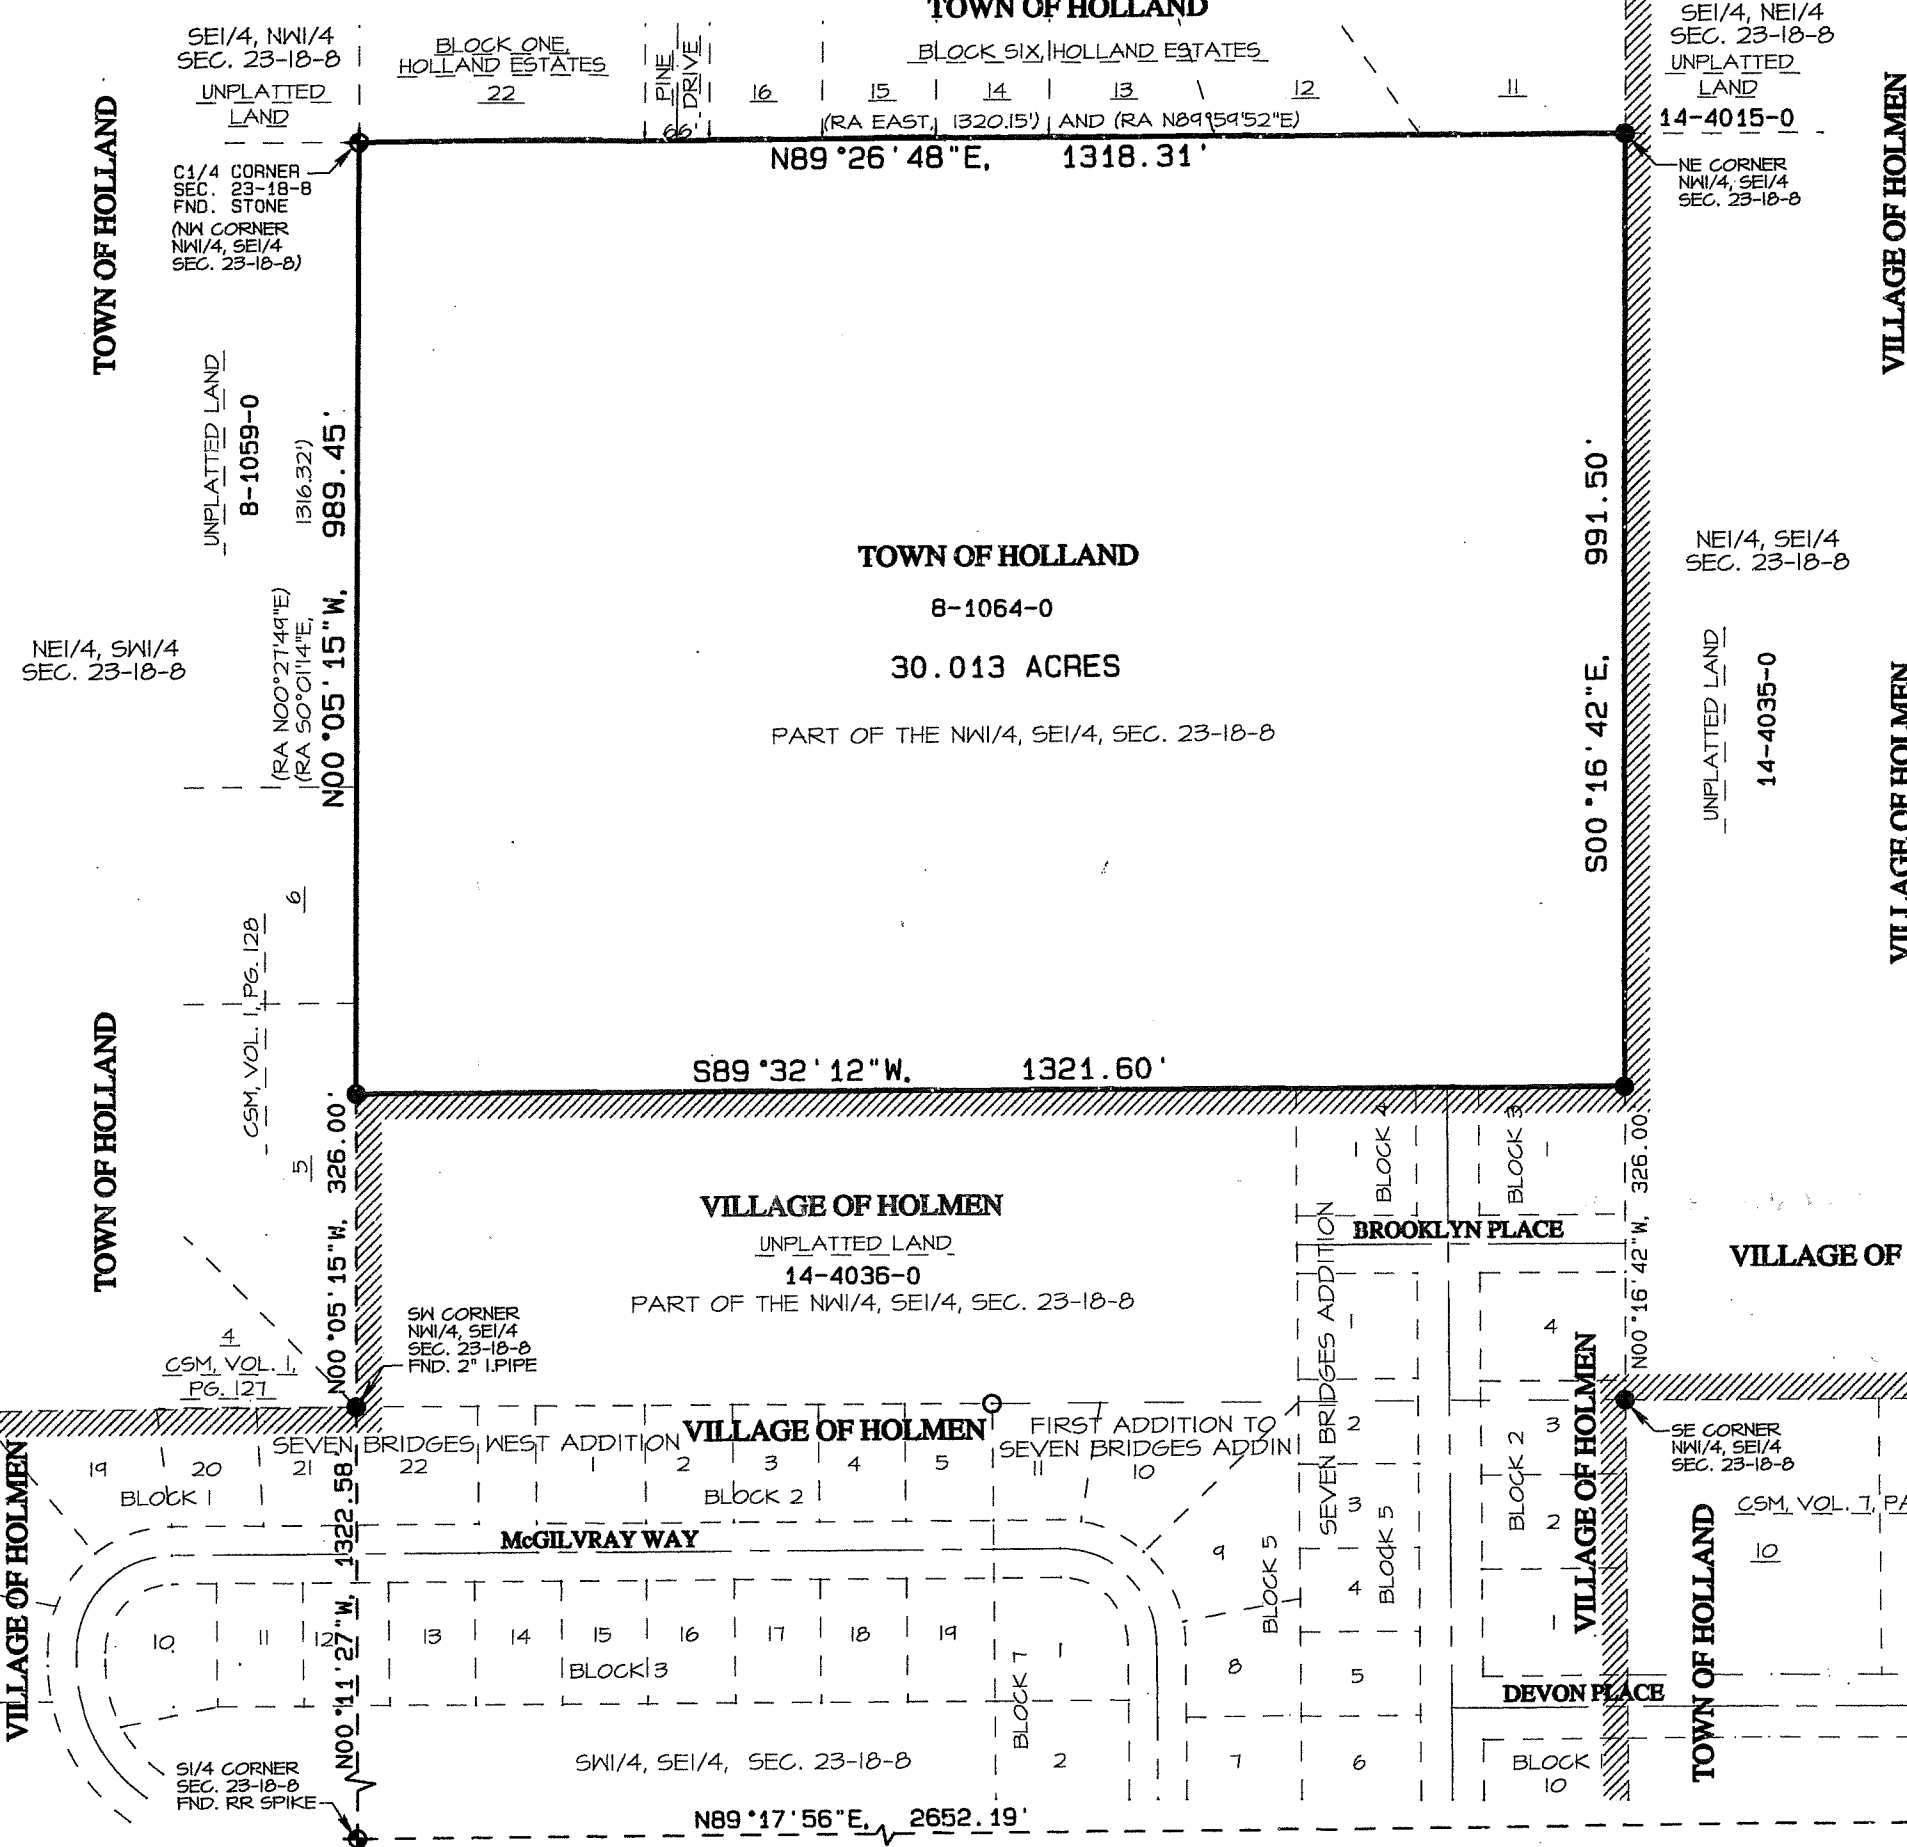 TOWN OF HOLLAND
SE1/4, NW1/4
SEC. 23-18-8
UNPLATTED
LAND
BLOCK ONE,
HOLLAND ESTATES
22
PINE
DRIVE
66'
BLOCK SIX, HOLLAND ESTATES
16
15
14
13
12
11
(RA EAST, 1320.15') AND (RA N89°59'52"E)
N89°26'48"E, 1318.31'
SE1/4, NE1/4
SEC. 23-18-8
UNPLATTED
LAND
14-4015-0
C1/4 CORNER
SEC. 23-18-8
FND. STONE
(NW CORNER
NW1/4, SE1/4
SEC. 23-18-8)
NE CORNER
NW1/4, SE1/4
SEC. 23-18-8
TOWN OF HOLLAND
VILLAGE OF HOLMEN
UNPLATTED LAND
8-1059-0
(RA N00°27'49"E)
(RA S0°01'14"E, 1316.32')
N00°05'15"W, 989.45'
NE1/4, SW1/4
SEC. 23-18-8
TOWN OF HOLLAND
8-1064-0
30.013 ACRES
PART OF THE NW1/4, SE1/4, SEC. 23-18-8
S00°16'42"E, 991.50'
NE1/4, SE1/4
SEC. 23-18-8
UNPLATTED LAND
14-4035-0
VILLAGE OF HOLMEN
6
CSM, VOL. 1, PG. 128
5
TOWN OF HOLLAND
S89°32'12"W, 1321.60'
N00°05'15"W, 326.00'
VILLAGE OF HOLMEN
UNPLATTED LAND
14-4036-0
PART OF THE NW1/4, SE1/4, SEC. 23-18-8
1
BLOCK 4
BLOCK 3
1
BROOKLYN PLACE
N00°16'42"W, 326.00'
VILLAGE OF
SEVEN BRIDGES ADDITION
1
4
4
CSM, VOL. 1,
PG. 127
SW CORNER
NW1/4, SE1/4
SEC. 23-18-8
FND. 2" I.PIPE
VILLAGE OF HOLMEN
SEVEN BRIDGES WEST ADDITION
VILLAGE OF HOLMEN
FIRST ADDITION TO
SEVEN BRIDGES ADDIN
2
3
SE CORNER
NW1/4, SE1/4
SEC. 23-18-8
19
20
21
22
1
2
3
4
5
11
10
BLOCK 1
BLOCK 2
3
BLOCK 5
BLOCK 2
2
CSM, VOL. 7, PA
10
N00°11'27"W, 1322.58
McGILVRAY WAY
9
BLOCK 5
4
VILLAGE OF HOLMEN
TOWN OF HOLLAND
10
11
12
13
14
15
16
17
18
19
1
8
5
1
BLOCK 3
BLOCK 7
DEVON PLACE
S1/4 CORNER
SEC. 23-18-8
FND. RR SPIKE
SW1/4, SE1/4, SEC. 23-18-8
2
7
6
BLOCK 1
10
N89°17'56"E, 2652.19'